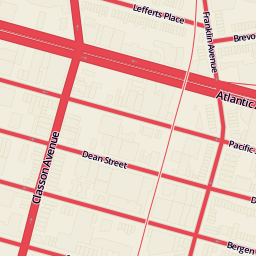 Lefferts Place
Franklin Avenue
Brevo
Atlantic
Pacific
Classon Avenue
Dean Street
D
Bergen